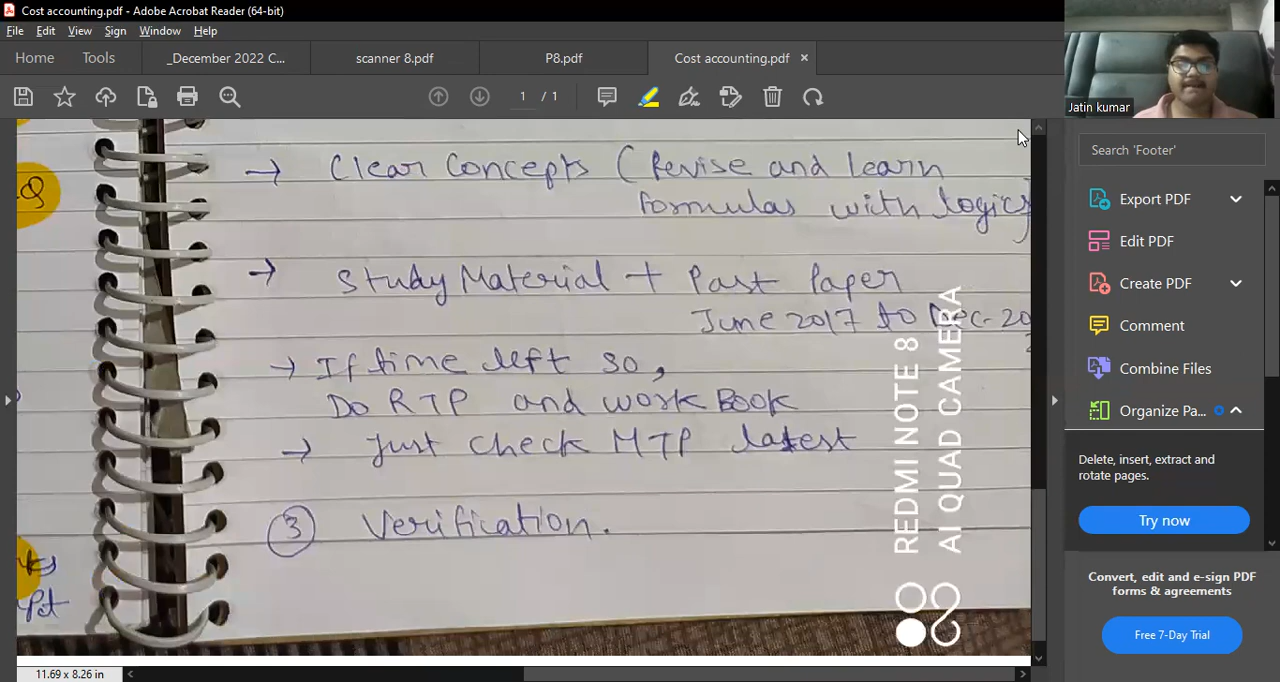 Cost accounting.pdf - Adobe Acrobat Reader (64-bit)
File Edit View Sign Window Help
Home Tools _December 2022 C... scanner 8.pdf P8.pdf Cost accounting.pdf ×
1 / 1
Jatin kumar
→ Clear Concepts (Revise and Learn
formulas with logics)
→ Study Material + Past Paper
June 2017 to Dec-20
→ If time left so,
Do RTP and work Book
→ Just check MTP latest
③ Verification.
REDMI NOTE 8
AI QUAD CAMERA
Search 'Footer'
Export PDF
Edit PDF
Create PDF
Comment
Combine Files
Organize Pa...
Delete, insert, extract and
rotate pages.
Try now
Convert, edit and e-sign PDF
forms & agreements
Free 7-Day Trial
11.69 x 8.26 in